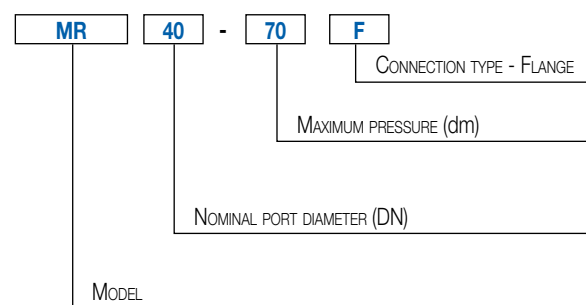 MR 40 - 70 F
Connection type - Flange
Maximum pressure (dm)
Nominal port diameter (DN)
Model